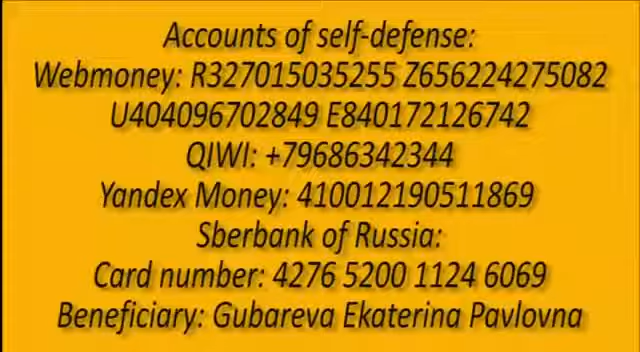 Accounts of self-defense:
Webmoney: R327015035255 Z656224275082
U404096702849 E840172126742
QIWI: +79686342344
Yandex Money: 410012190511869
Sberbank of Russia:
Card number: 4276 5200 1124 6069
Beneficiary: Gubareva Ekaterina Pavlovna